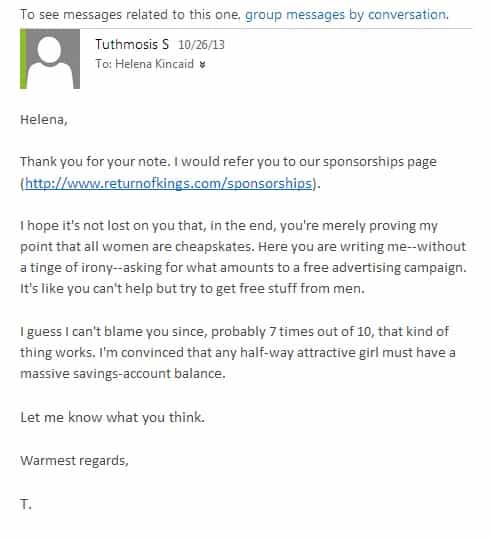 To see messages related to this one, group messages by conversation.
Tuthmosis S 10/26/13
To: Helena Kincaid
Helena,
Thank you for your note. I would refer you to our sponsorships page
(http://www.returnofkings.com/sponsorships).
I hope it's not lost on you that, in the end, you're merely proving my
point that all women are cheapskates. Here you are writing me--without
a tinge of irony--asking for what amounts to a free advertising campaign.
It's like you can't help but try to get free stuff from men.
I guess I can't blame you since, probably 7 times out of 10, that kind of
thing works. I'm convinced that any half-way attractive girl must have a
massive savings-account balance.
Let me know what you think.
Warmest regards,
T.